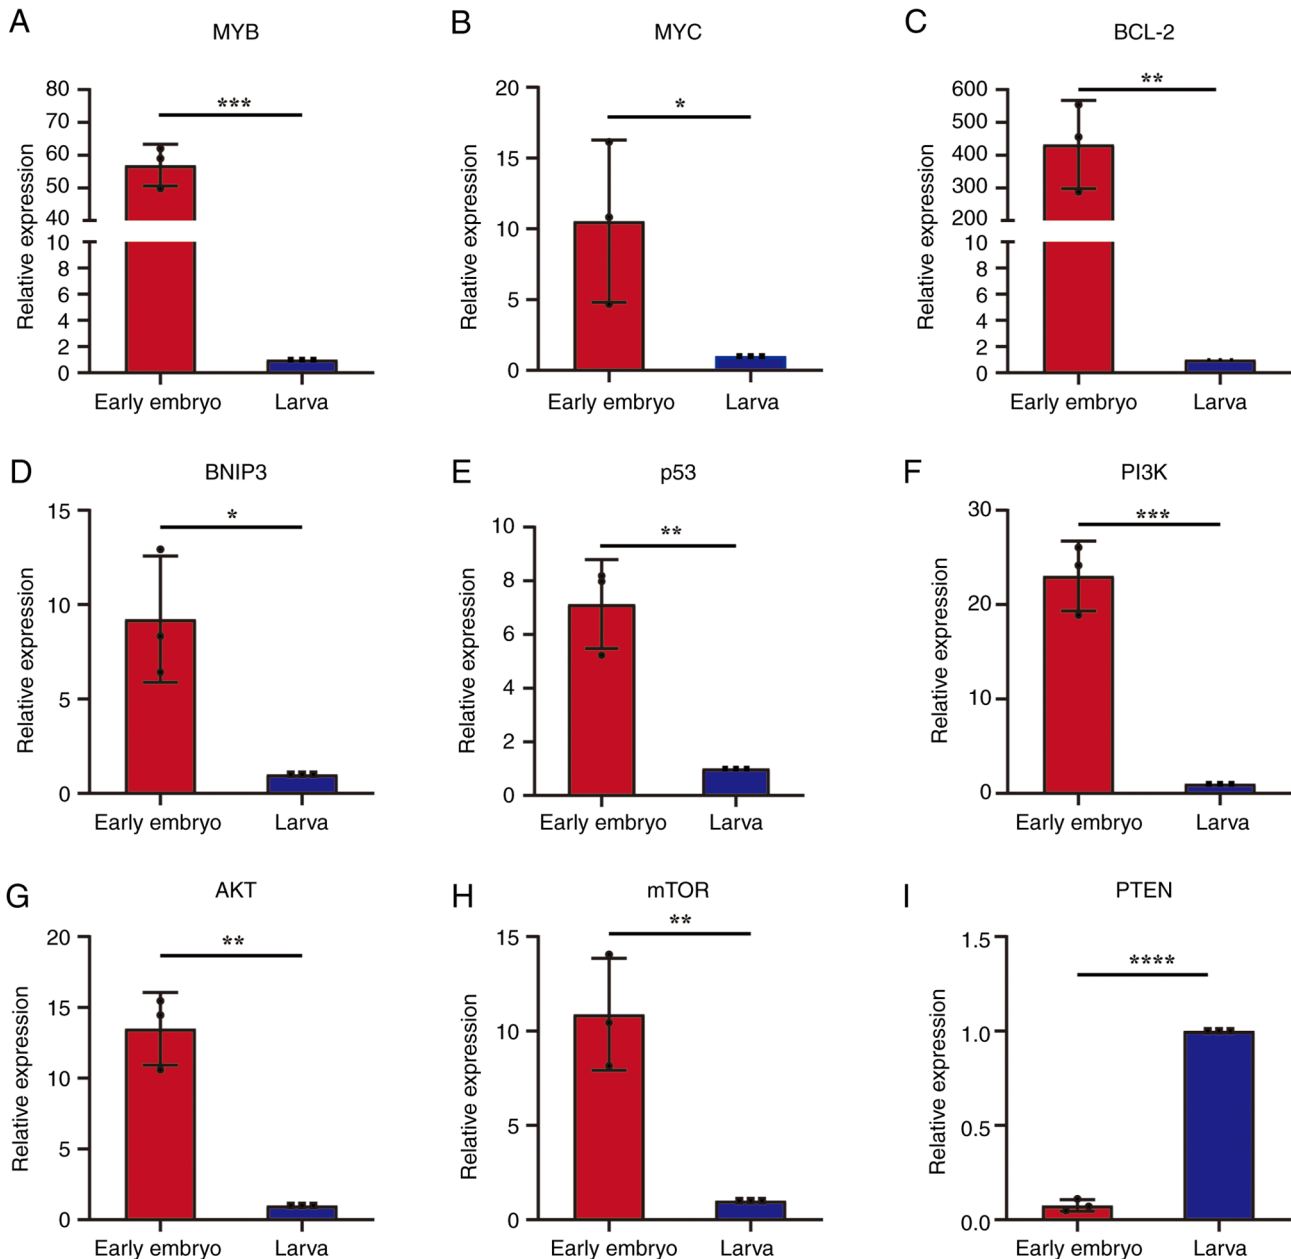 A
MYB
Relative expression
80
70
60
50
40
10
8
6
4
2
0
***
Early embryo
Larva
B
MYC
Relative expression
20
15
10
5
0
*
Early embryo
Larva
C
BCL-2
Relative expression
600
500
400
300
200
10
8
6
4
2
0
**
Early embryo
Larva
D
BNIP3
Relative expression
15
10
5
0
*
Early embryo
Larva
E
p53
Relative expression
10
8
6
4
2
0
**
Early embryo
Larva
F
PI3K
Relative expression
30
20
10
0
***
Early embryo
Larva
G
AKT
Relative expression
20
15
10
5
0
**
Early embryo
Larva
H
mTOR
Relative expression
15
10
5
0
**
Early embryo
Larva
I
PTEN
Relative expression
1.5
1.0
0.5
0.0
****
Early embryo
Larva